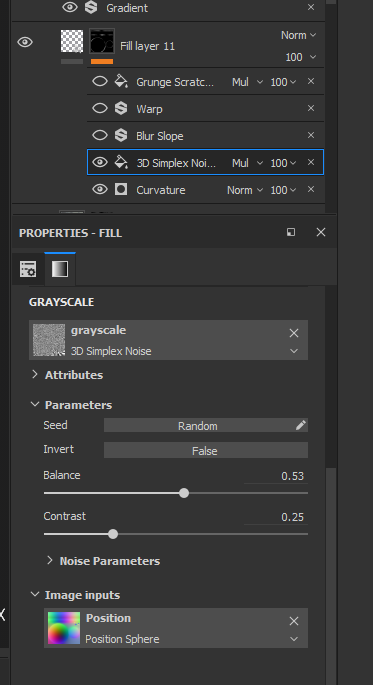 Gradient
Fill layer 11
Norm
100
Grunge Scratc... Mul 100
Warp
Blur Slope
3D Simplex Noi... Mul 100
Curvature Norm 100
PROPERTIES - FILL
GRAYSCALE
grayscale
3D Simplex Noise
Attributes
Parameters
Seed Random
Invert False
Balance 0.53
Contrast 0.25
Noise Parameters
Image inputs
Position
Position Sphere
X